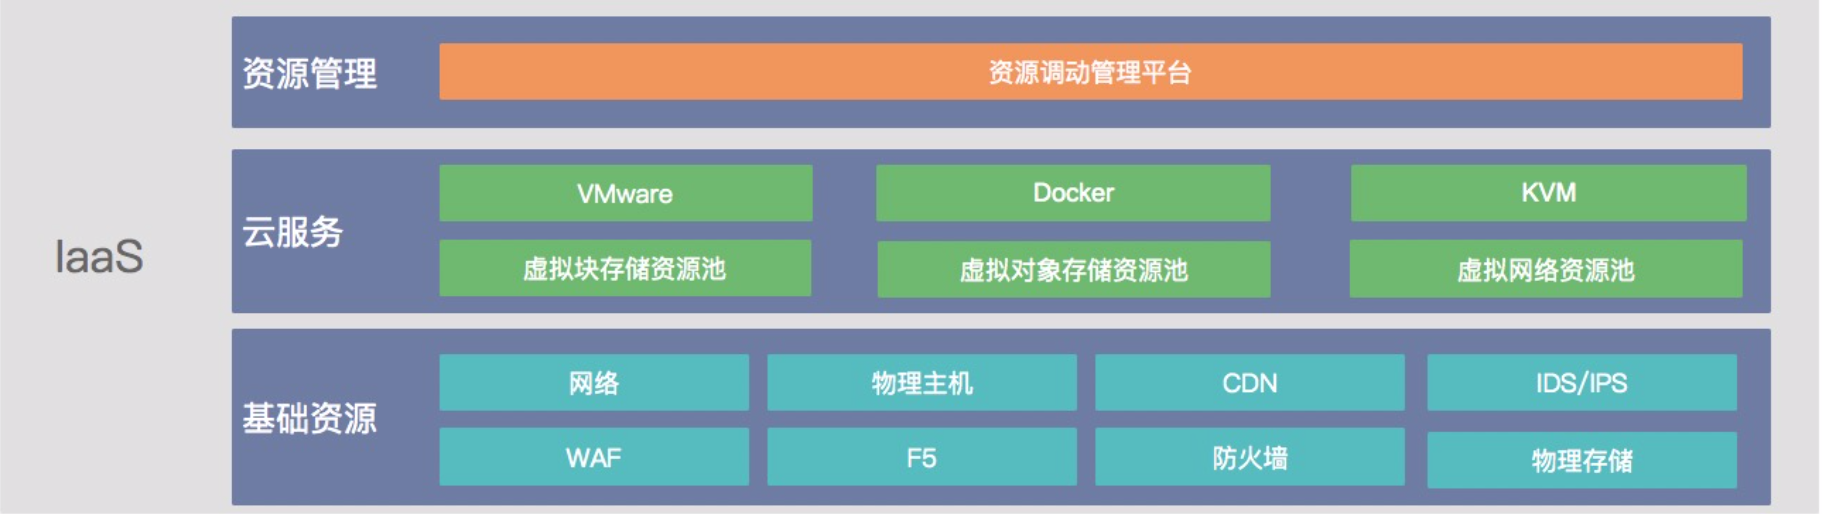 IaaS
资源管理
资源调动管理平台
云服务
VMware
Docker
KVM
虚拟块存储资源池
虚拟对象存储资源池
虚拟网络资源池
基础资源
网络
物理主机
CDN
IDS/IPS
WAF
F5
防火墙
物理存储